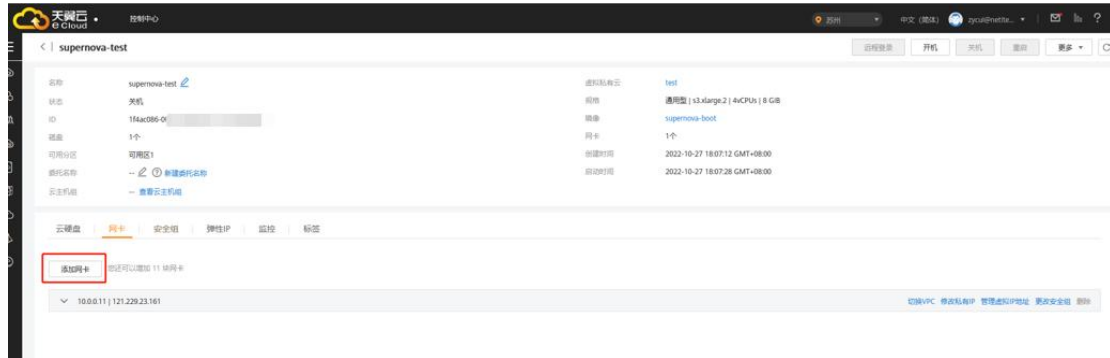 天翼云 e Cloud 控制中心 苏州 中文 (简体) zycui@netite...
supernova-test 远程登录 开机 关机 重启 更多
名称 supernova-test 虚拟私有云 test
状态 关机 规格 通用型 | s3.xlarge.2 | 4vCPUs | 8 GiB
ID 1f4ac086-0 镜像 supernova-boot
磁盘 1个 网卡 1个
可用分区 可用区1 创建时间 2022-10-27 18:07:12 GMT+08:00
委托名称 -- 新建委托名称 启动时间 2022-10-27 18:07:28 GMT+08:00
云主机组 -- 查看云主机组
云硬盘 网卡 安全组 弹性IP 监控 标签
添加网卡 您还可以增加 11 块网卡
10.0.0.11 | 121.229.23.161 切换VPC 修改私有IP 管理虚拟IP地址 更改安全组 删除